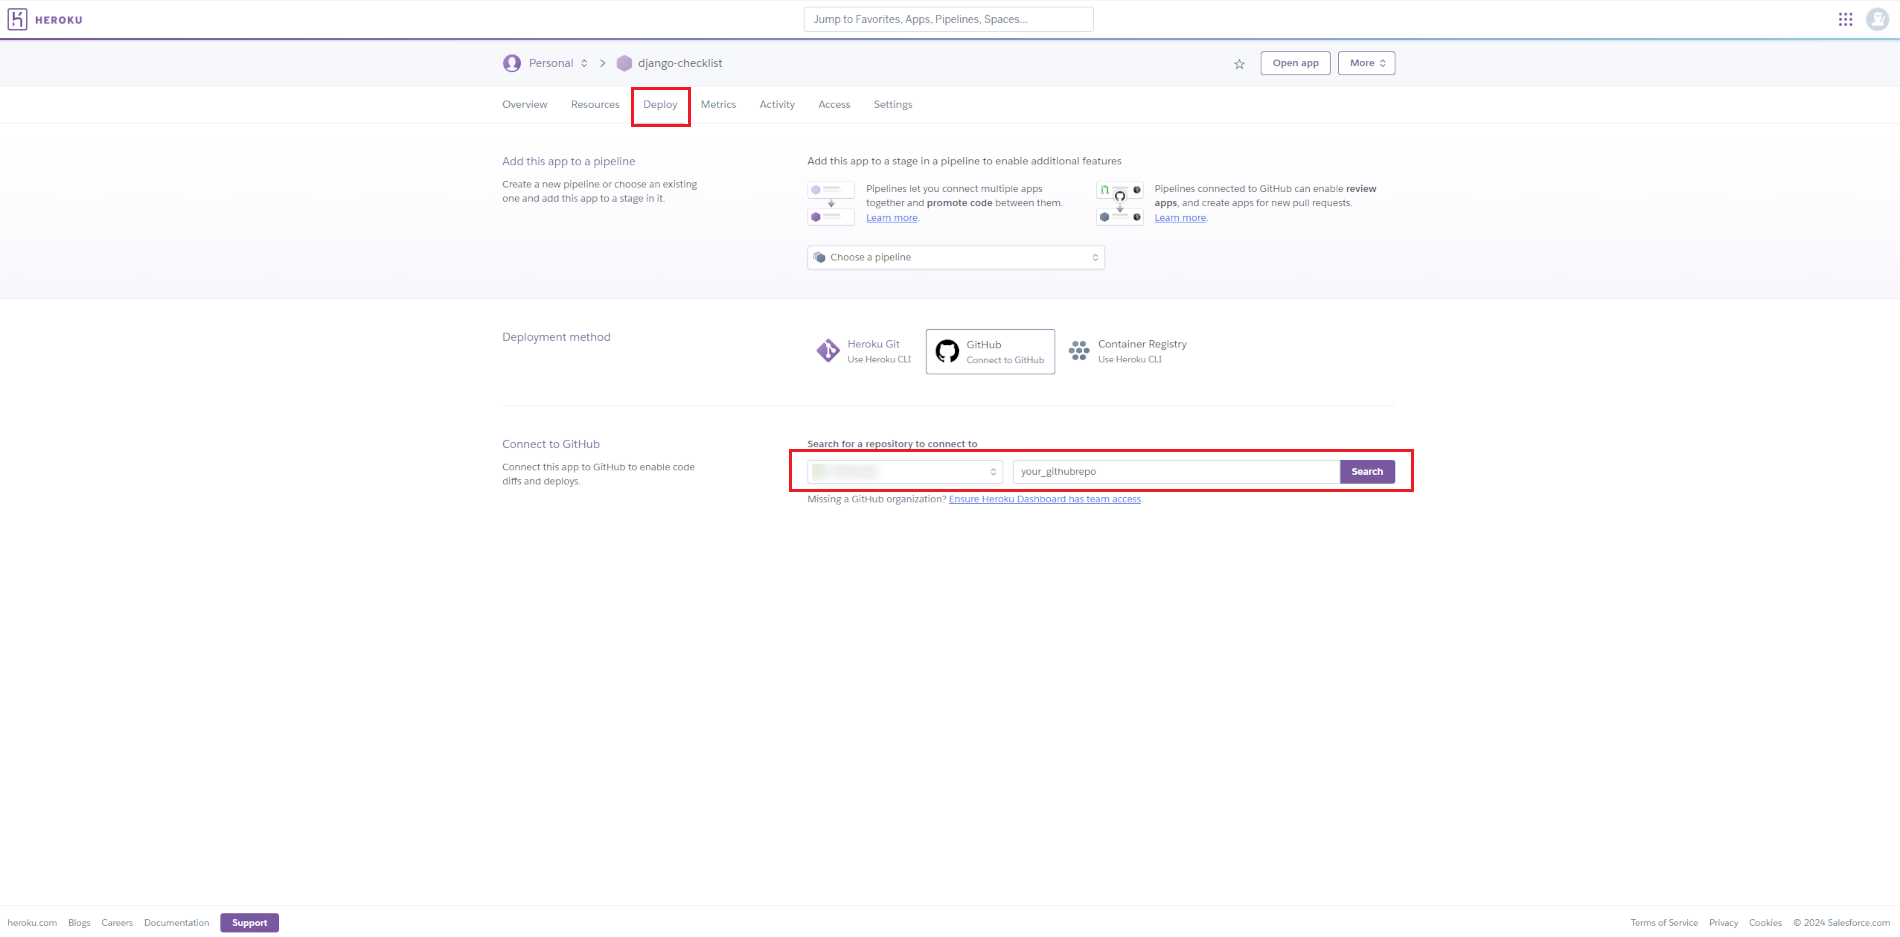 HEROKU
Jump to Favorites, Apps, Pipelines, Spaces...
Personal
django-checklist
Open app
More
Overview
Resources
Deploy
Metrics
Activity
Access
Settings
Add this app to a pipeline
Create a new pipeline or choose an existing
one and add this app to a stage in it.
Add this app to a stage in a pipeline to enable additional features
Pipelines let you connect multiple apps
together and promote code between them.
Learn more.
Pipelines connected to GitHub can enable review
apps, and create apps for new pull requests.
Learn more.
Choose a pipeline
Deployment method
Heroku Git
Use Heroku CLI
GitHub
Connect to GitHub
Container Registry
Use Heroku CLI
Connect to GitHub
Connect this app to GitHub to enable code
diffs and deploys.
Search for a repository to connect to
your_githubrepo
Search
Missing a GitHub organization? Ensure Heroku Dashboard has team access.
heroku.com
Blogs
Careers
Documentation
Support
Terms of Service
Privacy
Cookies
© 2024 Salesforce.com